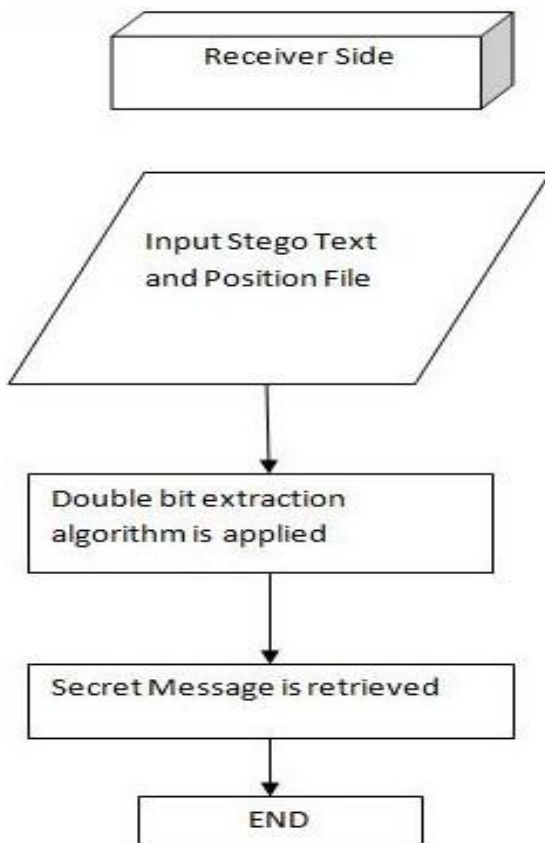 Receiver Side
Input Stego Text
and Position File
Double bit extraction
algorithm is applied
Secret Message is retrieved
END